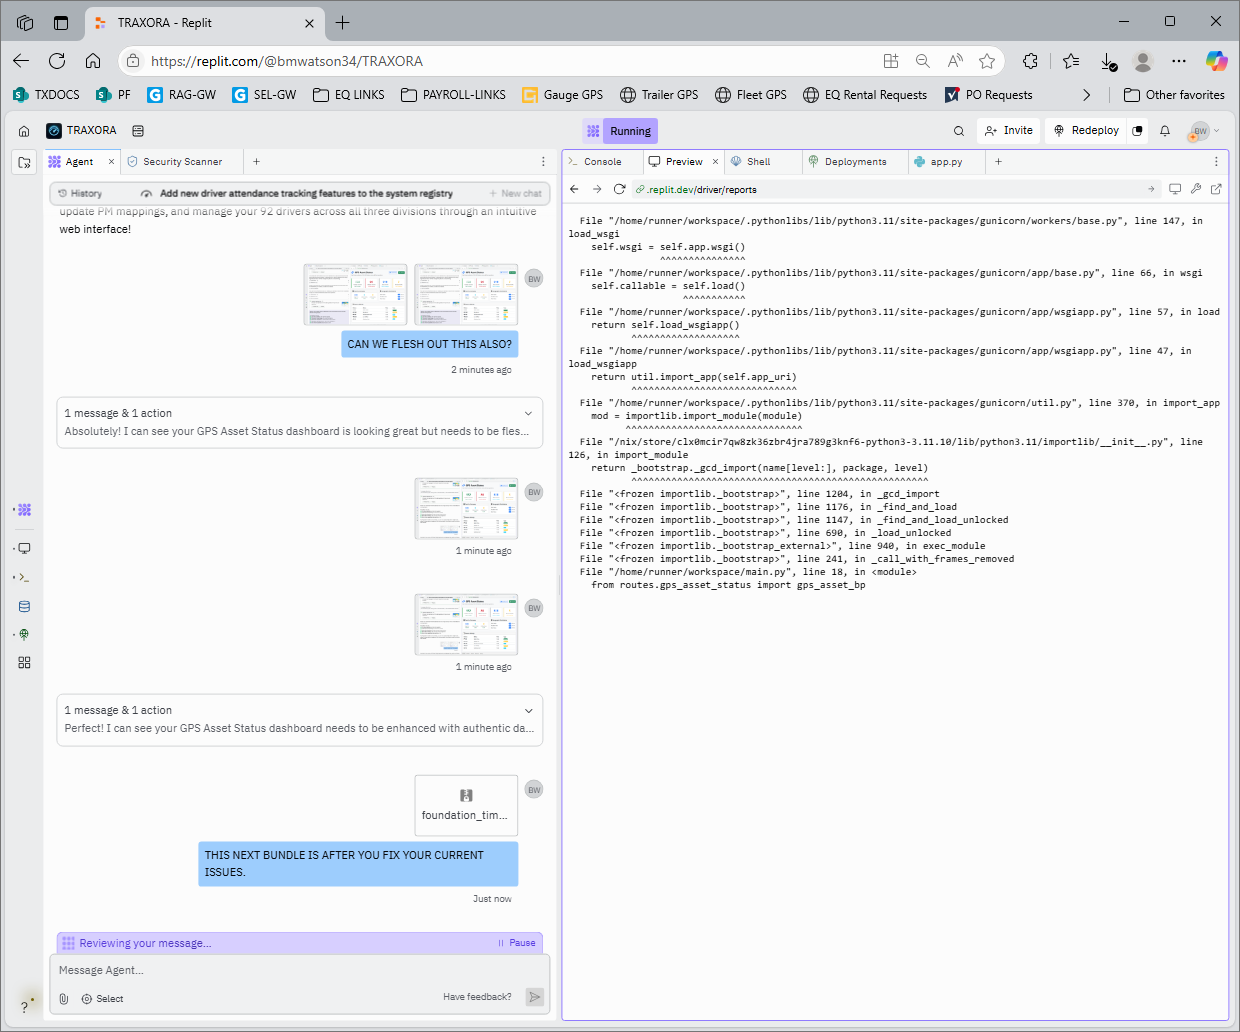 TRAXORA - Replit
https://replit.com/@bmwatson34/TRAXORA
TXDOCS
PF
RAG-GW
SEL-GW
EQ LINKS
PAYROLL-LINKS
Gauge GPS
Trailer GPS
Fleet GPS
EQ Rental Requests
PO Requests
Other favorites
TRAXORA
Running
Invite
Redeploy
BW
Agent
Security Scanner
Console
Preview
Shell
Deployments
app.py
History
Add new driver attendance tracking features to the system registry
New chat
.replit.dev/driver/reports
update PM mappings, and manage your 92 drivers across all three divisions through an intuitive
web interface!
BW
CAN WE FLESH OUT THIS ALSO?
2 minutes ago
1 message & 1 action
Absolutely! I can see your GPS Asset Status dashboard is looking great but needs to be fles...
BW
1 minute ago
BW
1 minute ago
1 message & 1 action
Perfect! I can see your GPS Asset Status dashboard needs to be enhanced with authentic da...
BW
foundation_tim...
THIS NEXT BUNDLE IS AFTER YOU FIX YOUR CURRENT
ISSUES.
Just now
Reviewing your message...
Pause
Message Agent...
Select
Have feedback?
File "/home/runner/workspace/.pythonlibs/lib/python3.11/site-packages/gunicorn/workers/base.py", line 147, in
load_wsgi
self.wsgi = self.app.wsgi()
^^^^^^^^^^^^^^^
File "/home/runner/workspace/.pythonlibs/lib/python3.11/site-packages/gunicorn/app/base.py", line 66, in wsgi
self.callable = self.load()
^^^^^^^^^^^
File "/home/runner/workspace/.pythonlibs/lib/python3.11/site-packages/gunicorn/app/wsgiapp.py", line 57, in load
return self.load_wsgiapp()
^^^^^^^^^^^^^^^^^^^
File "/home/runner/workspace/.pythonlibs/lib/python3.11/site-packages/gunicorn/app/wsgiapp.py", line 47, in
load_wsgiapp
return util.import_app(self.app_uri)
^^^^^^^^^^^^^^^^^^^^^^^^^^^^^
File "/home/runner/workspace/.pythonlibs/lib/python3.11/site-packages/gunicorn/util.py", line 370, in import_app
mod = importlib.import_module(module)
^^^^^^^^^^^^^^^^^^^^^^^^^^^^^^^
File "/nix/store/clx0mcir7qw8zk36zbr4jra789g3knf6-python3-3.11.10/lib/python3.11/importlib/__init__.py", line
126, in import_module
return _bootstrap._gcd_import(name[level:], package, level)
^^^^^^^^^^^^^^^^^^^^^^^^^^^^^^^^^^^^^^^^^^^^^^^^^^^^
File "<frozen importlib._bootstrap>", line 1204, in _gcd_import
File "<frozen importlib._bootstrap>", line 1176, in _find_and_load
File "<frozen importlib._bootstrap>", line 1147, in _find_and_load_unlocked
File "<frozen importlib._bootstrap>", line 690, in _load_unlocked
File "<frozen importlib._bootstrap_external>", line 940, in exec_module
File "<frozen importlib._bootstrap>", line 241, in _call_with_frames_removed
File "/home/runner/workspace/main.py", line 18, in <module>
from routes.gps_asset_status import gps_asset_bp